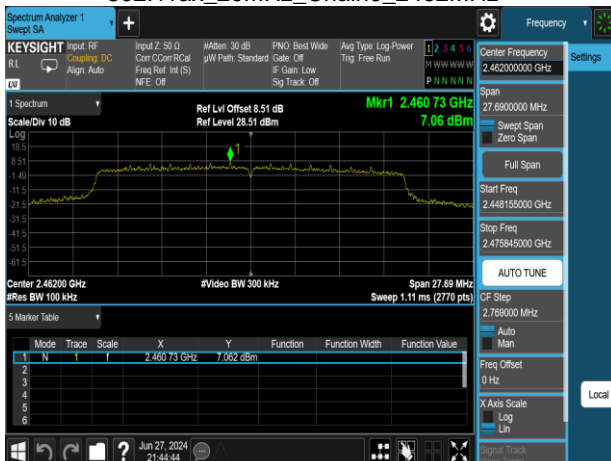 Spectrum Analyzer 1
Swept SA
+
Frequency
KEYSIGHT
RL
LXI
Input: RF
Coupling: DC
Align: Auto
Input Z: 50 Ω
Corr CCorr RCal
Freq Ref: Int (S)
NFE: Off
#Atten: 30 dB
µW Path: Standard
PNO: Best Wide
Gate: Off
IF Gain: Low
Sig Track: Off
Avg Type: Log-Power
Trig: Free Run
1 2 3 4 5 6
M W W W W W
P N N N N N
Center Frequency
2.462000000 GHz
Settings
Span
27.6900000 MHz
Swept Span
Zero Span
Full Span
Start Freq
2.448155000 GHz
Stop Freq
2.475845000 GHz
AUTO TUNE
CF Step
2.769000 MHz
Auto
Man
Freq Offset
0 Hz
X Axis Scale
Log
Lin
Signal Track
Local
1 Spectrum
Scale/Div 10 dB
Ref Lvl Offset 8.51 dB
Ref Level 28.51 dBm
Mkr1 2.460 73 GHz
7.06 dBm
Log
18.5
8.51
-1.49
-11.5
-21.5
-31.5
-41.5
-51.5
-61.5
1
Center 2.46200 GHz
#Res BW 100 kHz
#Video BW 300 kHz
Span 27.69 MHz
Sweep 1.11 ms (2770 pts)
5 Marker Table
Mode Trace Scale X Y Function Function Width Function Value
1 N 1 f 2.460 73 GHz 7.062 dBm
2
3
4
5
6
?
Jun 27, 2024
21:44:44